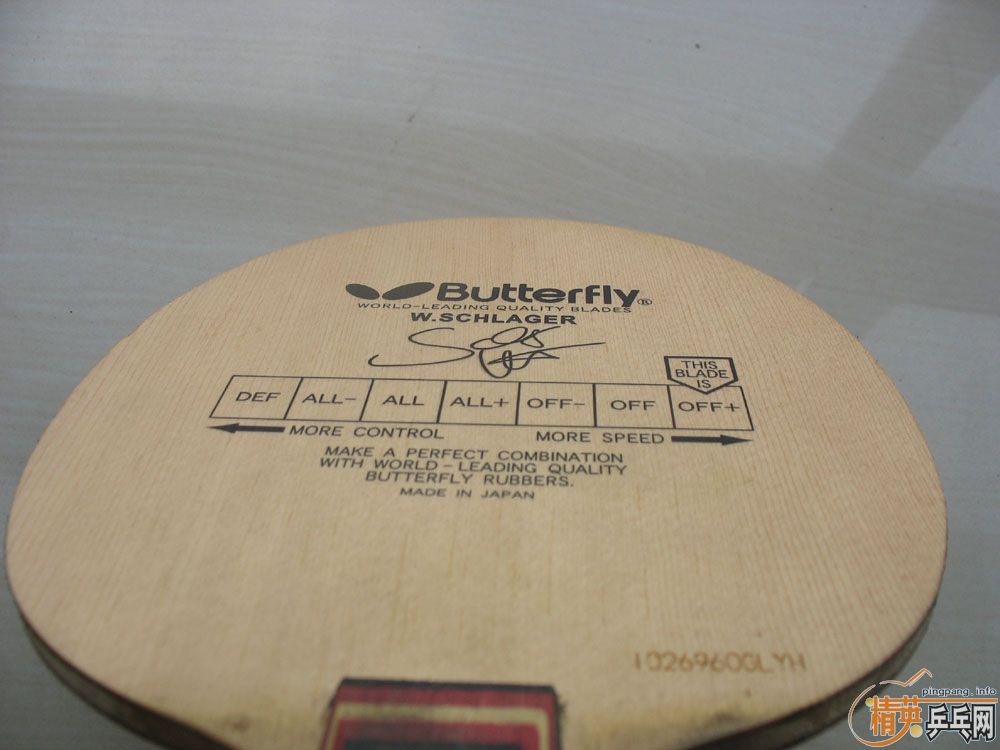 Butterfly®
WORLD-LEADING QUALITY BLADES
W.SCHLAGER
THIS
BLADE
IS
DEF ALL- ALL ALL+ OFF- OFF OFF+
MORE CONTROL MORE SPEED
MAKE A PERFECT COMBINATION
WITH WORLD-LEADING QUALITY
BUTTERFLY RUBBERS.
MADE IN JAPAN
pingpang.info
精英乒乓网